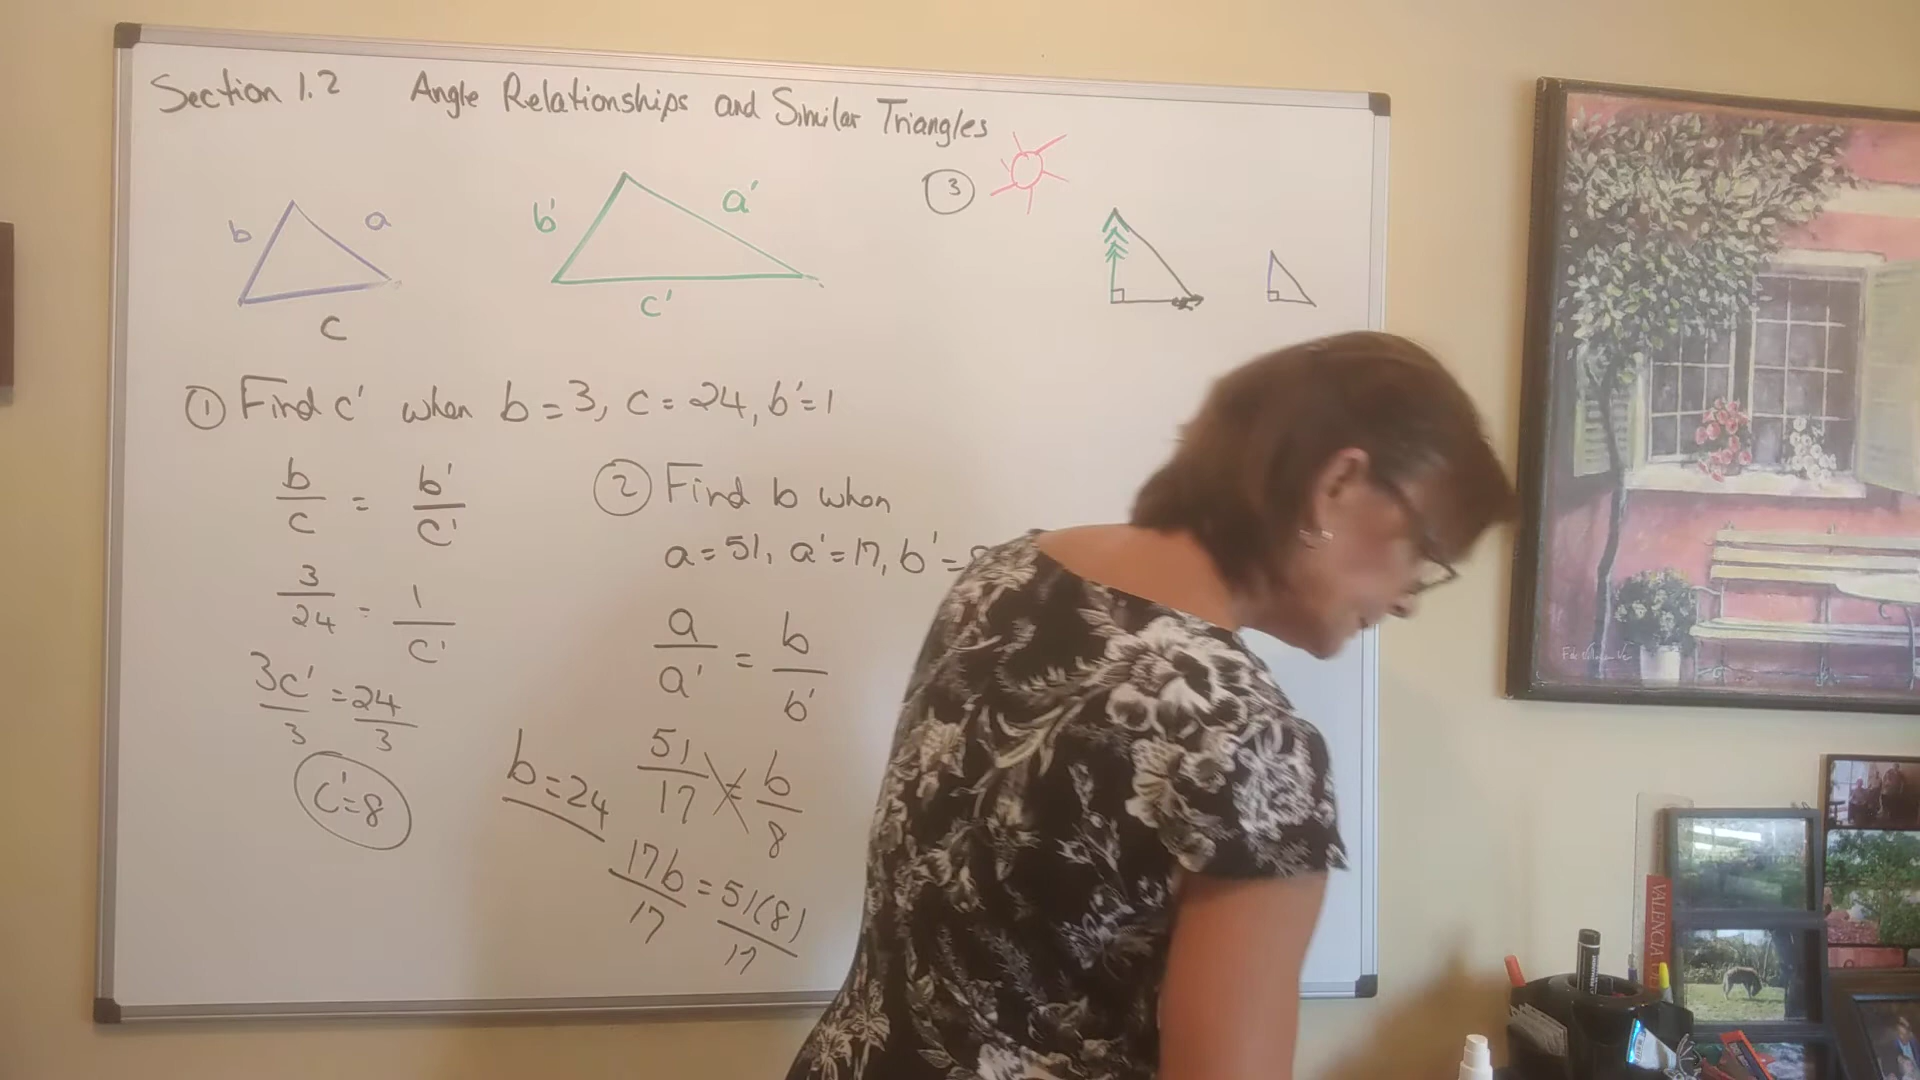 Section 1.2 Angle Relationships and Similar Triangles
b a c
b' a' c'
① Find c' when b = 3, c = 24, b' = 1
b/c = b'/c'
3/24 = 1/c'
3c'/3 = 24/3
c' = 8
② Find b when
a = 51, a' = 17, b' =
a/a' = b/b'
51/17 = b/8
17b/17 = 51(8)/17
b = 24
③
VALENCIA